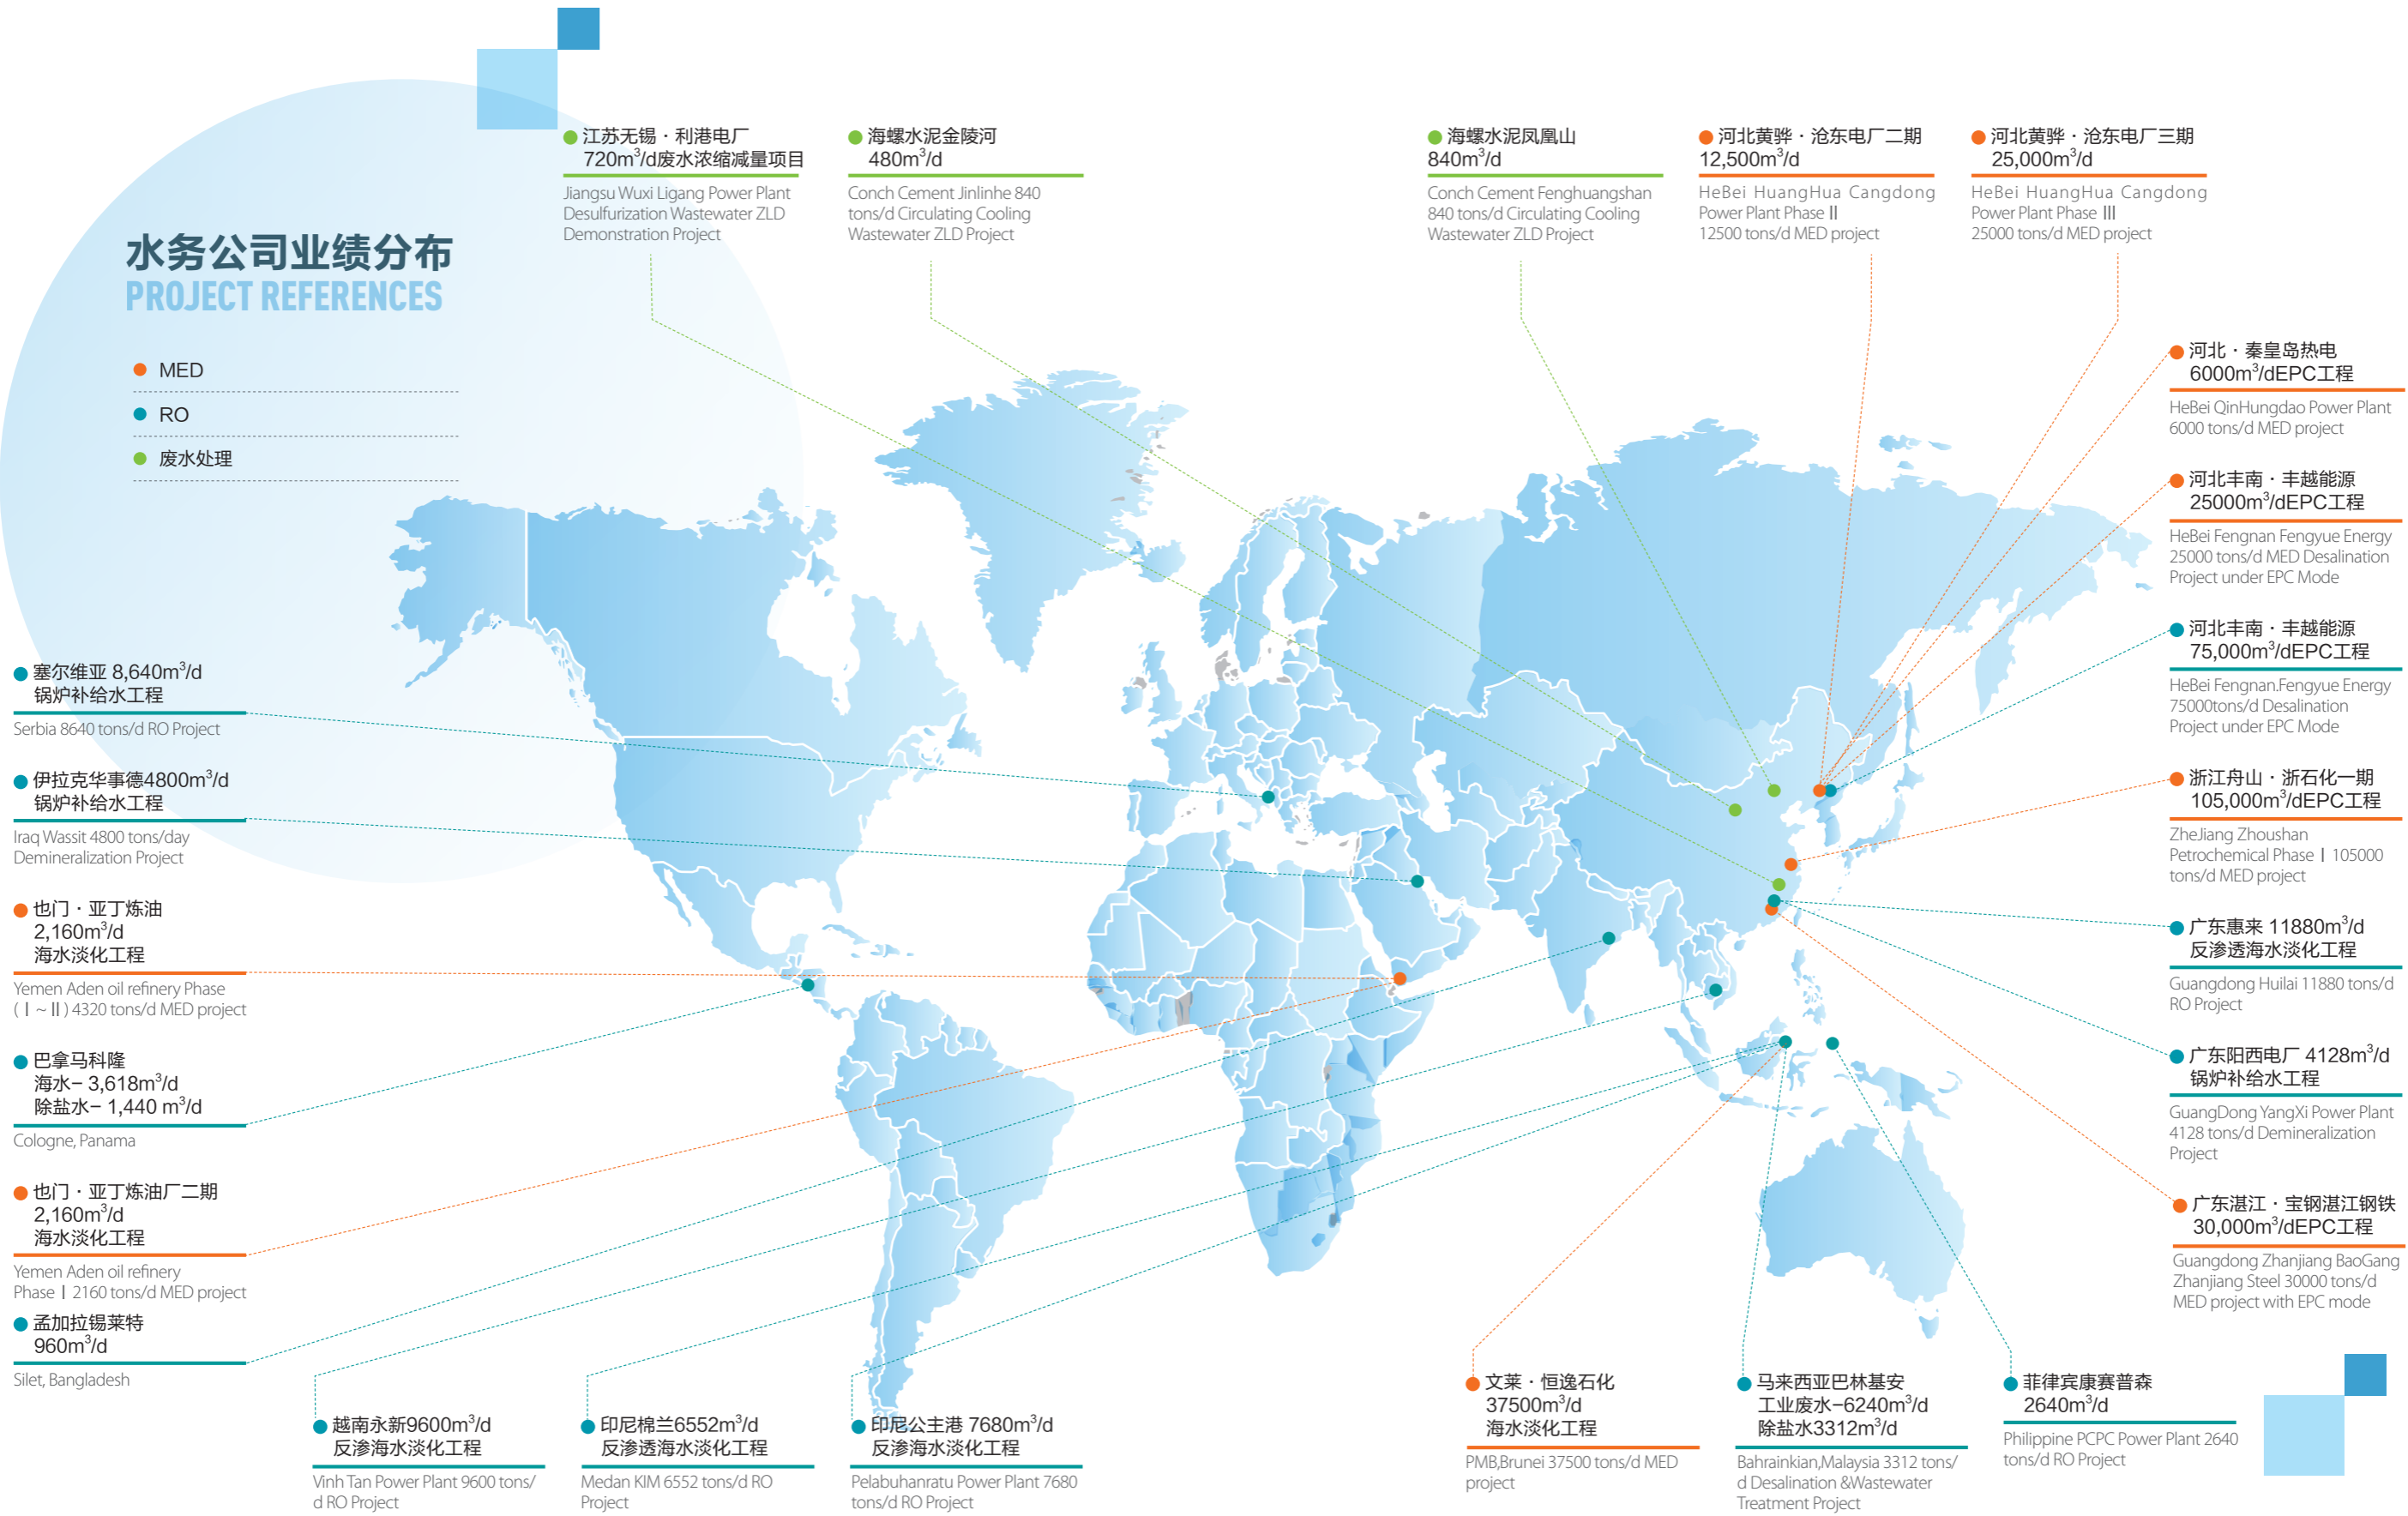 水务公司业绩分布
PROJECT REFERENCES
MED
RO
废水处理
江苏无锡·利港电厂
720m³/d废水浓缩减量项目
Jiangsu Wuxi Ligang Power Plant
Desulfurization Wastewater ZLD
Demonstration Project
海螺水泥金陵河
480m³/d
Conch Cement Jinlinhe 840
tons/d Circulating Cooling
Wastewater ZLD Project
海螺水泥凤凰山
840m³/d
Conch Cement Fenghuangshan
840 tons/d Circulating Cooling
Wastewater ZLD Project
河北黄骅·沧东电厂二期
12,500m³/d
HeBei HuangHua Cangdong
Power Plant Phase Ⅱ
12500 tons/d MED project
河北黄骅·沧东电厂三期
25,000m³/d
HeBei HuangHua Cangdong
Power Plant Phase Ⅲ
25000 tons/d MED project
河北·秦皇岛热电
6000m³/dEPC工程
HeBei QinHungdao Power Plant
6000 tons/d MED project
河北丰南·丰越能源
25000m³/dEPC工程
HeBei Fengnan Fengyue Energy
25000 tons/d MED Desalination
Project under EPC Mode
河北丰南·丰越能源
75,000m³/dEPC工程
HeBei Fengnan.Fengyue Energy
75000tons/d Desalination
Project under EPC Mode
浙江舟山·浙石化一期
105,000m³/dEPC工程
ZheJiang Zhoushan
Petrochemical Phase Ⅰ 105000
tons/d MED project
广东惠来 11880m³/d
反渗透海水淡化工程
Guangdong Huilai 11880 tons/d
RO Project
广东阳西电厂 4128m³/d
锅炉补给水工程
GuangDong YangXi Power Plant
4128 tons/d Demineralization
Project
广东湛江·宝钢湛江钢铁
30,000m³/dEPC工程
Guangdong Zhanjiang BaoGang
Zhanjiang Steel 30000 tons/d
MED project with EPC mode
塞尔维亚 8,640m³/d
锅炉补给水工程
Serbia 8640 tons/d RO Project
伊拉克华事德4800m³/d
锅炉补给水工程
Iraq Wassit 4800 tons/day
Demineralization Project
也门·亚丁炼油
2,160m³/d
海水淡化工程
Yemen Aden oil refinery Phase
(Ⅰ~Ⅱ) 4320 tons/d MED project
巴拿马科隆
海水- 3,618m³/d
除盐水- 1,440 m³/d
Cologne, Panama
也门·亚丁炼油厂二期
2,160m³/d
海水淡化工程
Yemen Aden oil refinery
Phase Ⅰ 2160 tons/d MED project
孟加拉锡莱特
960m³/d
Silet, Bangladesh
越南永新9600m³/d
反渗海水淡化工程
Vinh Tan Power Plant 9600 tons/
d RO Project
印尼棉兰6552m³/d
反渗透海水淡化工程
Medan KIM 6552 tons/d RO
Project
印尼公主港 7680m³/d
反渗海水淡化工程
Pelabuhanratu Power Plant 7680
tons/d RO Project
文莱·恒逸石化
37500m³/d
海水淡化工程
PMB,Brunei 37500 tons/d MED
project
马来西亚巴林基安
工业废水-6240m³/d
除盐水3312m³/d
Bahrainkian,Malaysia 3312 tons/
d Desalination &Wastewater
Treatment Project
菲律宾康赛普森
2640m³/d
Philippine PCPC Power Plant 2640
tons/d RO Project